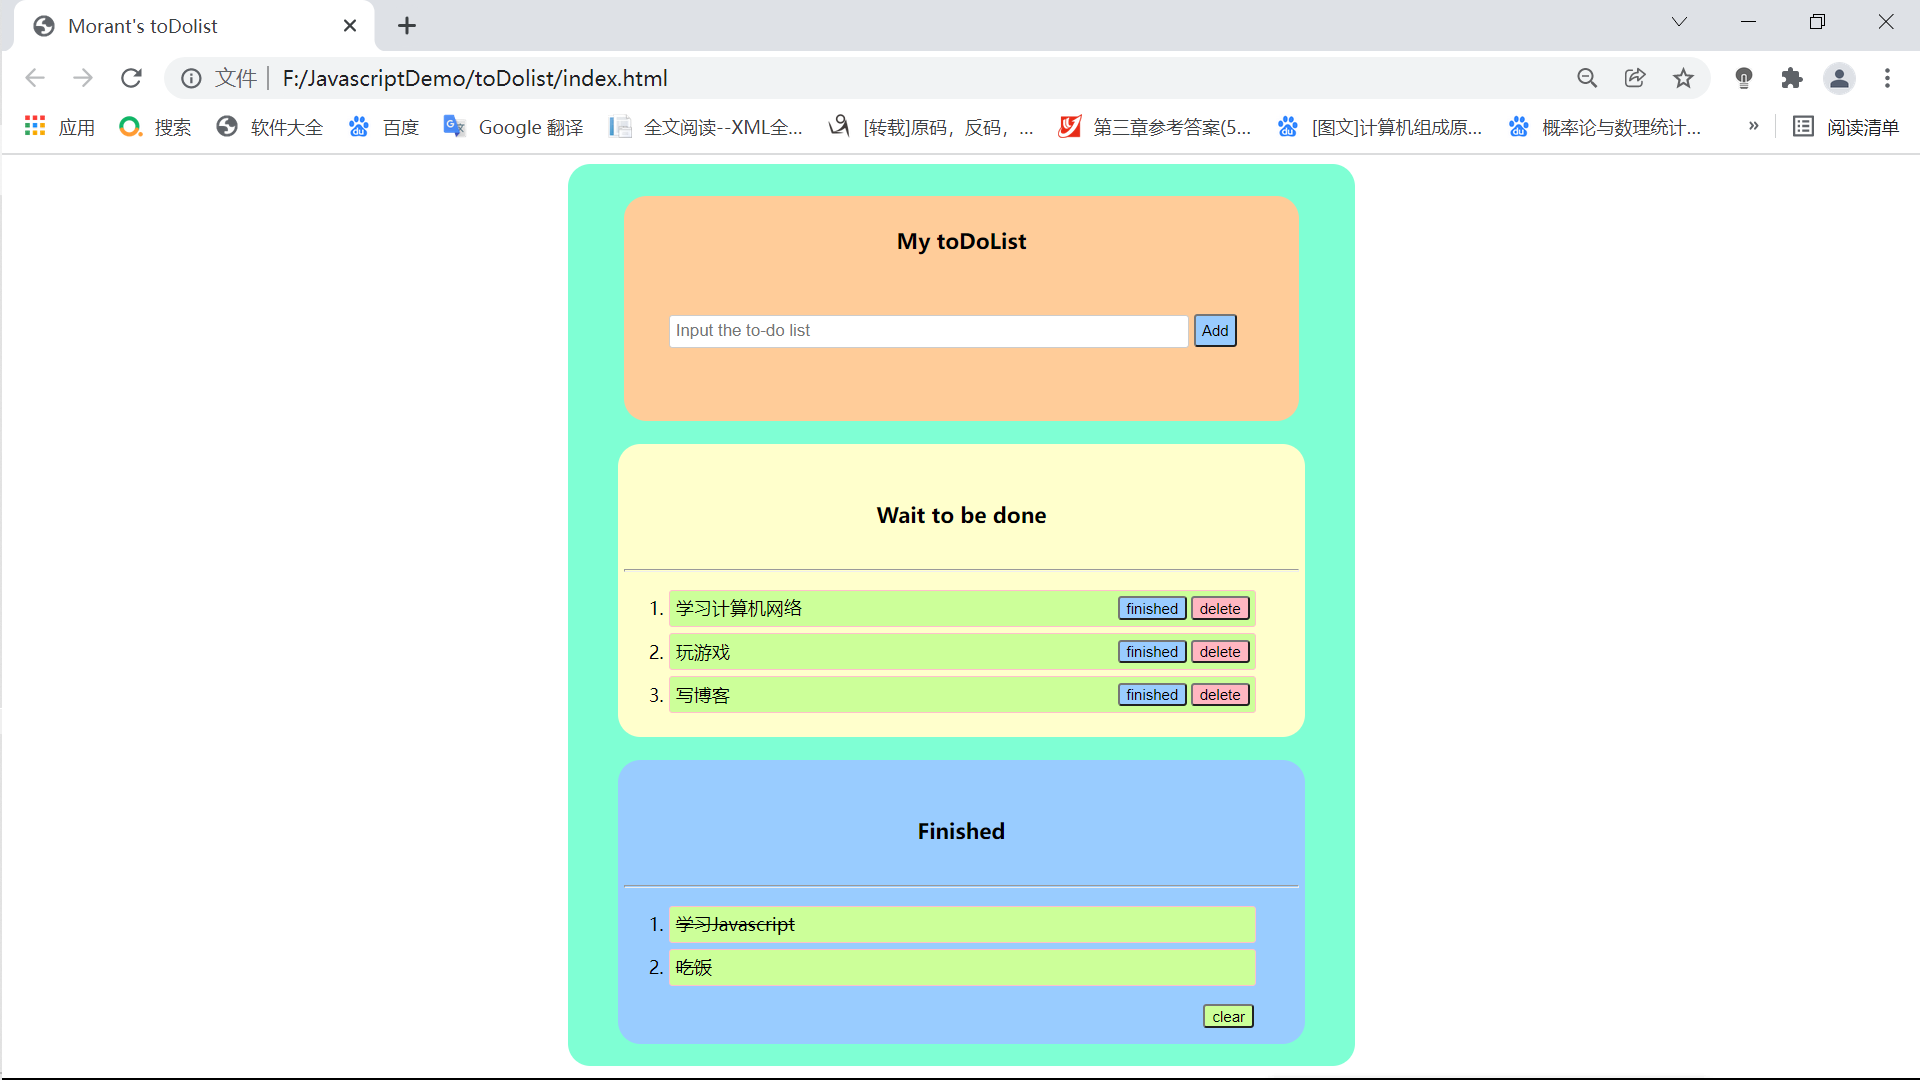 Morant's toDolist
文件 F:/JavascriptDemo/toDolist/index.html
应用 搜索 软件大全 百度 Google 翻译 全文阅读--XML全... [转载]原码，反码，... 第三章参考答案(5... [图文]计算机组成原... 概率论与数理统计... » 阅读清单
My toDoList
Input the to-do list Add
Wait to be done
1. 学习计算机网络 finished delete
2. 玩游戏 finished delete
3. 写博客 finished delete
Finished
1. 学习Javascript
2. 吃饭
clear